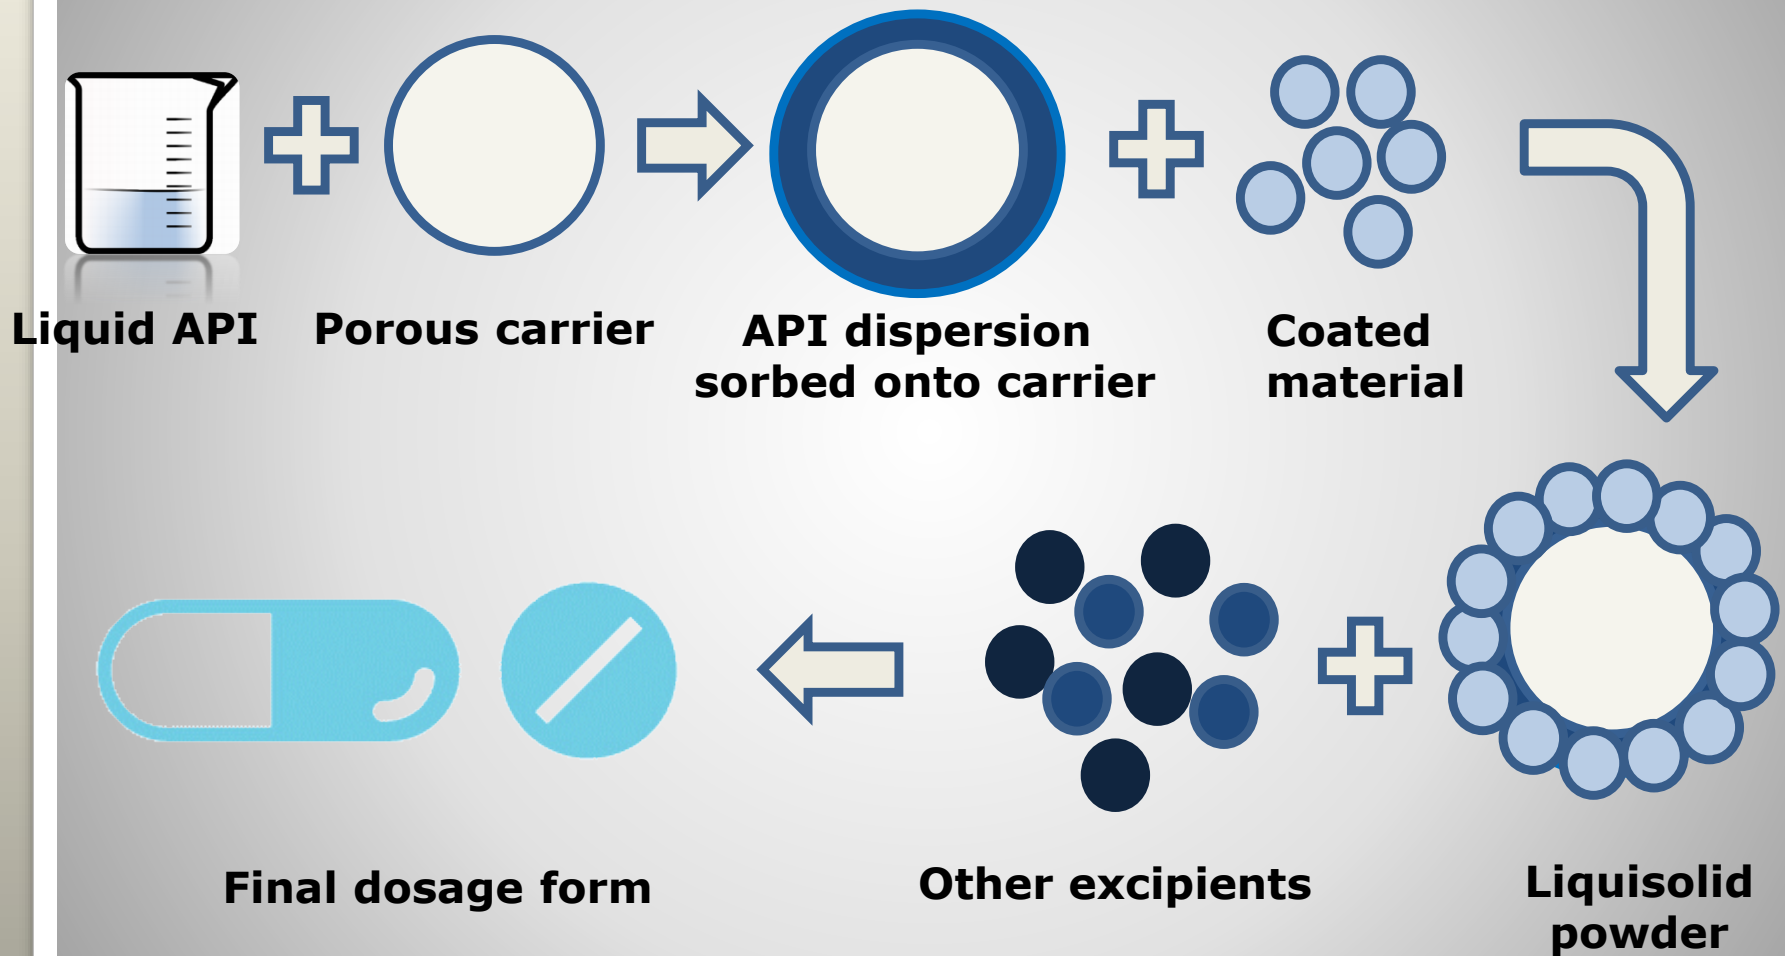 Liquid API
Porous carrier
API dispersion
sorbed onto carrier
Coated
material
Final dosage form
Other excipients
Liquisolid
powder